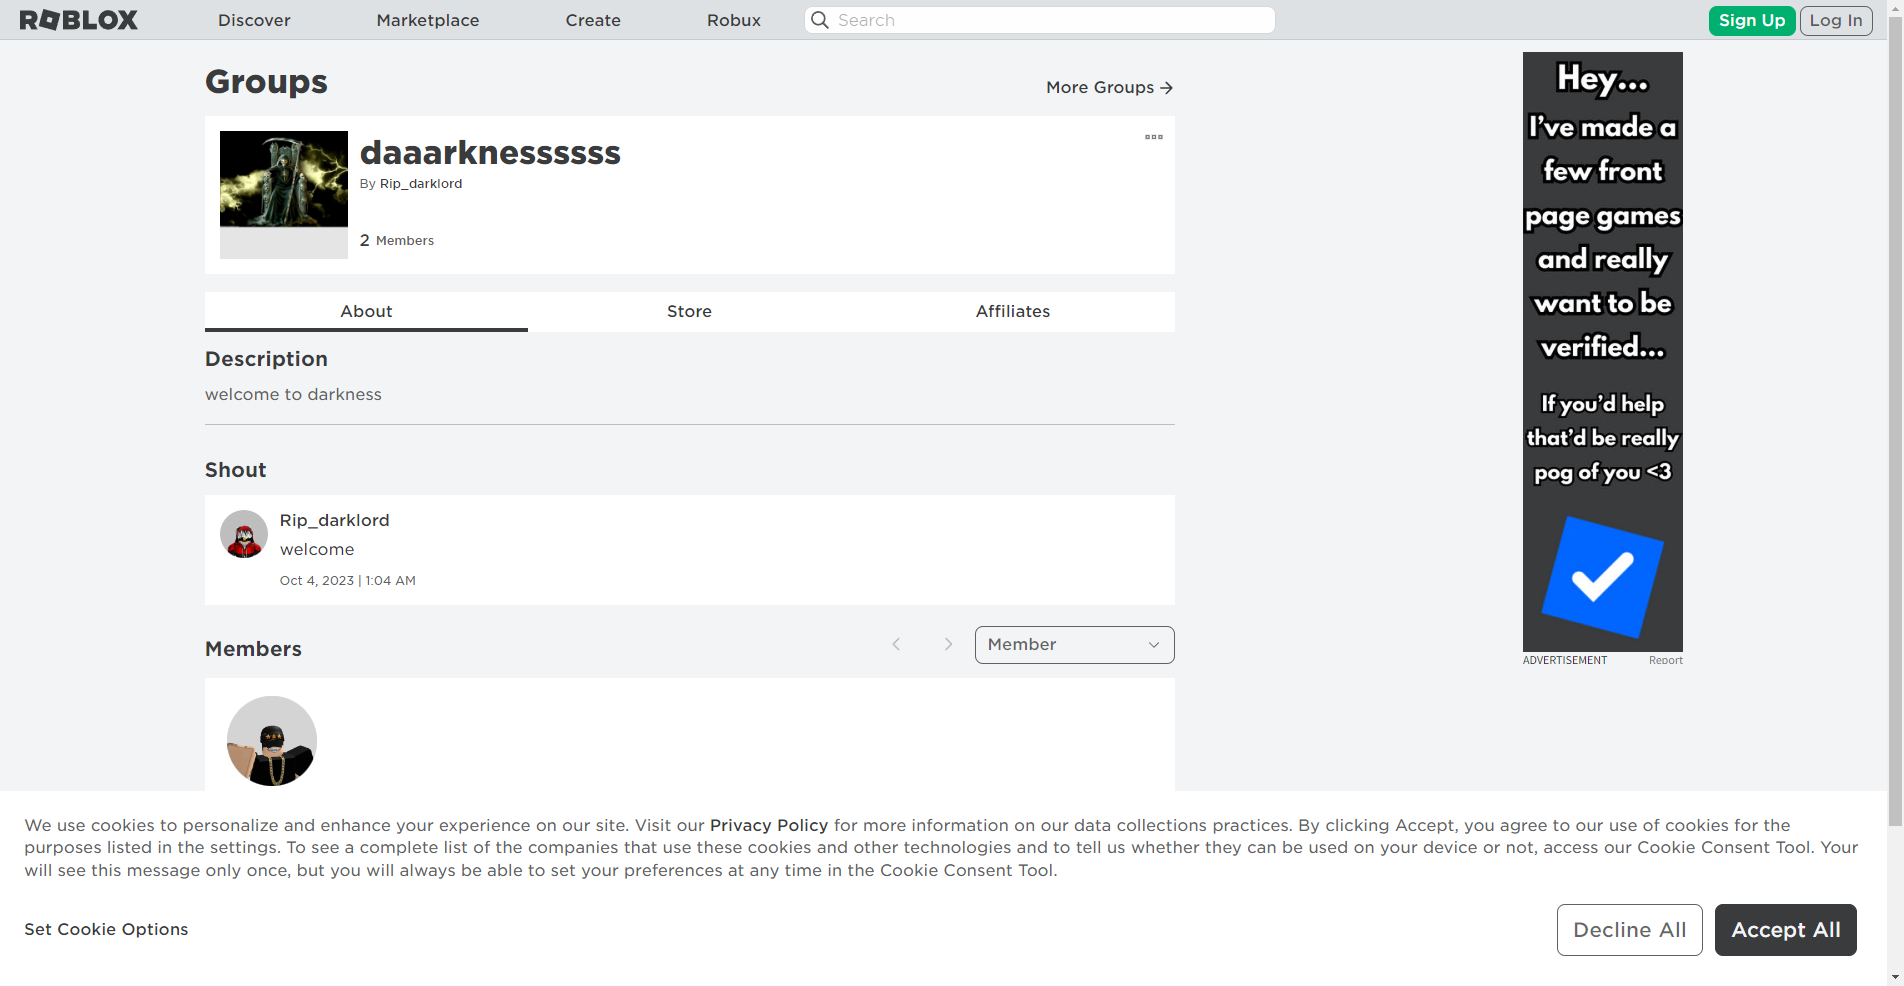 ROBLOX Discover Marketplace Create Robux Search Sign Up Log In
Groups
More Groups
daaarknessssss
By Rip_darklord
2 Members
About Store Affiliates
Description
welcome to darkness
Shout
Rip_darklord
welcome
Oct 4, 2023 | 1:04 AM
Members
Member
Hey...
I've made a
few front
page games
and really
want to be
verified...
If you'd help
that'd be really
pog of you <3
ADVERTISEMENT Report
We use cookies to personalize and enhance your experience on our site. Visit our Privacy Policy for more information on our data collections practices. By clicking Accept, you agree to our use of cookies for the
purposes listed in the settings. To see a complete list of the companies that use these cookies and other technologies and to tell us whether they can be used on your device or not, access our Cookie Consent Tool. Your
will see this message only once, but you will always be able to set your preferences at any time in the Cookie Consent Tool.
Set Cookie Options
Decline All
Accept All